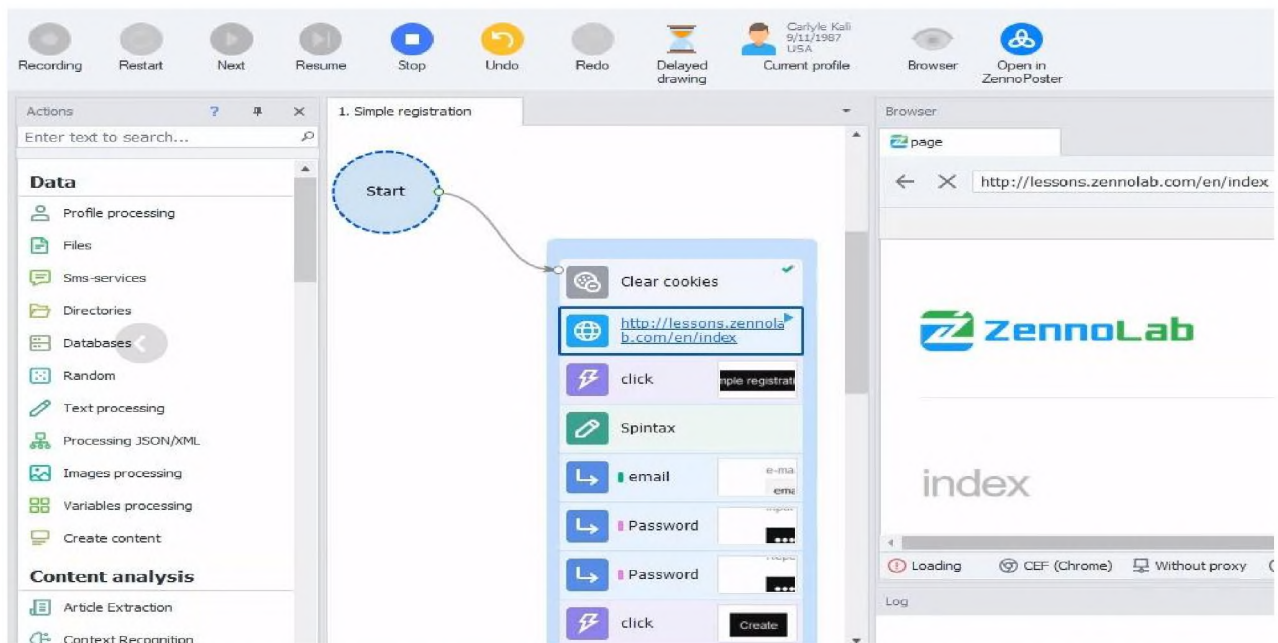 Carlyle Kali
9/11/1987
USA
Recording
Restart
Next
Resume
Stop
Undo
Redo
Delayed
drawing
Current profile
Browser
Open in
ZennoPoster
Actions
?
Enter text to search...
Data
Profile processing
Files
Sms-services
Directories
Databases
Random
Text processing
Processing JSON/XML
Images processing
Variables processing
Create content
Content analysis
Article Extraction
Context Recognition
1. Simple registration
Start
Clear cookies
http://lessons.zennola
b.com/en/index
click
mple registrati
Spintax
email
e-ma
ema
Password
Password
click
Create
Browser
page
http://lessons.zennolab.com/en/index
ZennoLab
index
Loading
CEF (Chrome)
Without proxy
Log